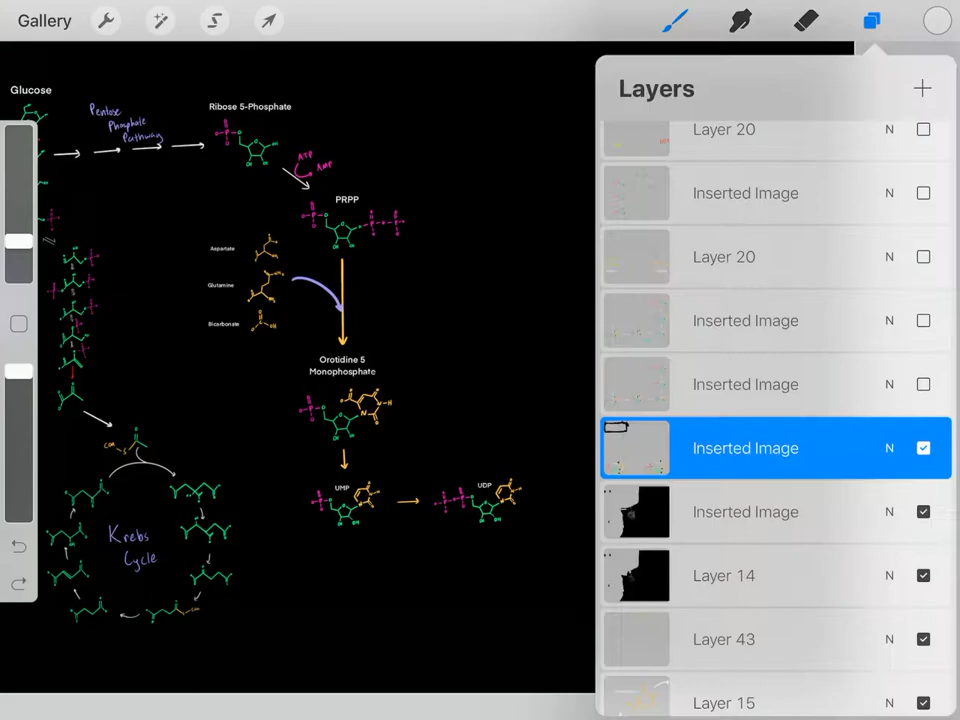 Gallery
Glucose
Pentose
Phosphate
Pathway
Ribose 5-Phosphate
ATP
AMP
PRPP
Aspartate
Glutamine
Bicarbonate
Orotidine 5
Monophosphate
UMP
UDP
Krebs
Cycle
Layers
Layer 20 N
Inserted Image N
Layer 20 N
Inserted Image N
Inserted Image N
Inserted Image N
Inserted Image N
Layer 14 N
Layer 43 N
Layer 15 N